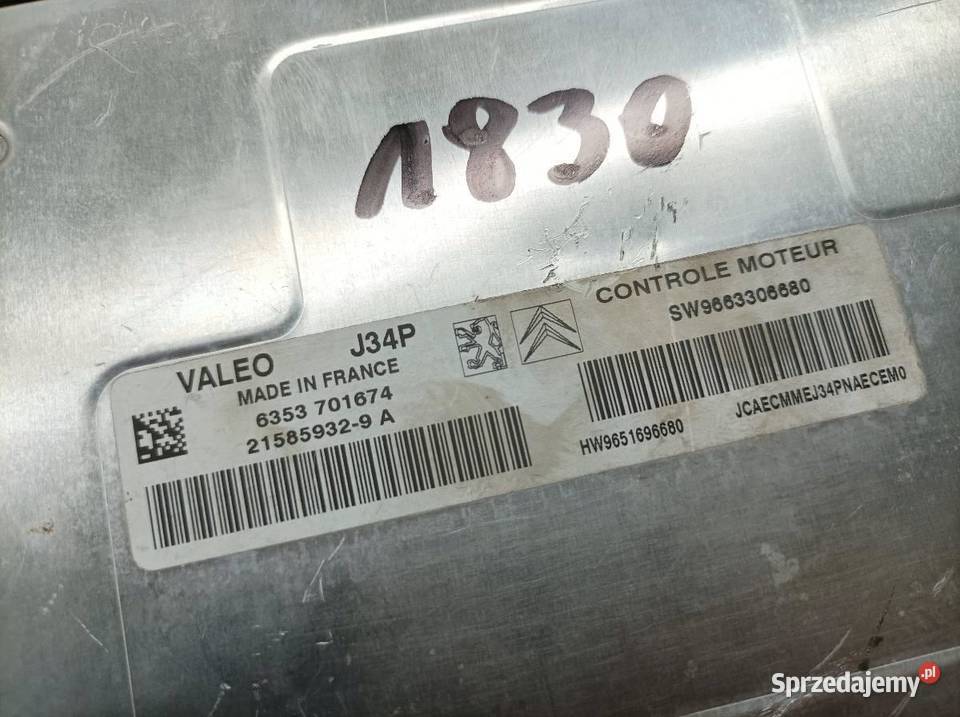 1830
VALEO J34P
MADE IN FRANCE
6353 701674
21585932-9 A
CONTROLE MOTEUR
SW9663306680
HW9651696680
JCAECMMEJ34PNAECEM0
Sprzedajemy.pl